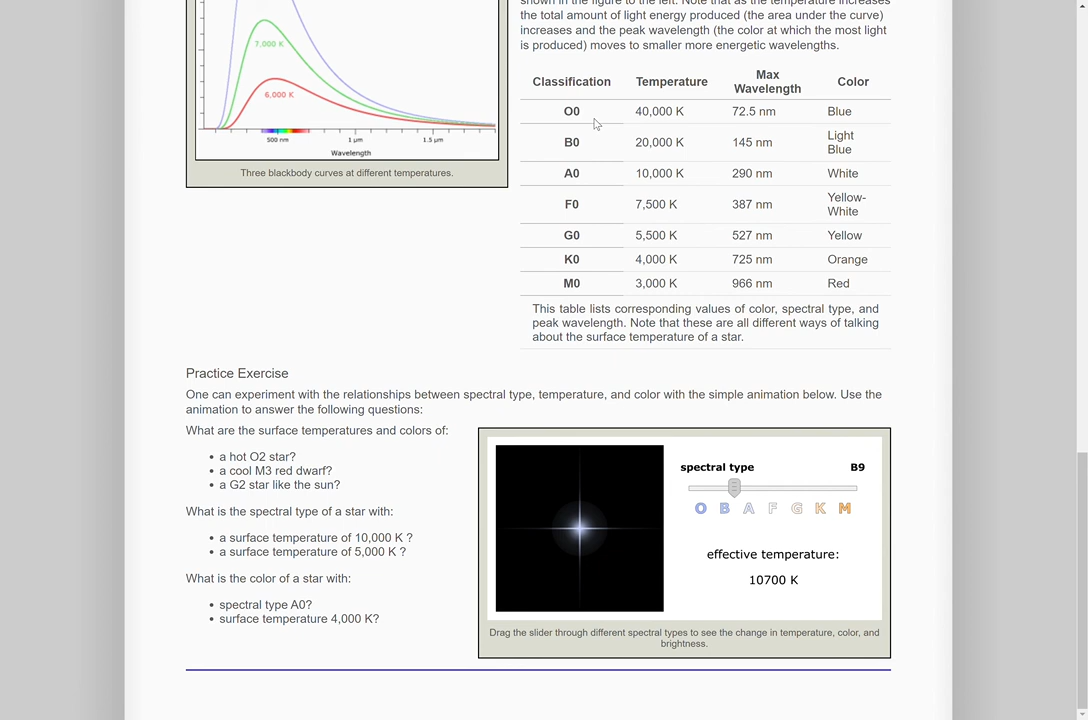 shown in the figure to the left. Note that as the temperature increases
the total amount of light energy produced (the area under the curve)
increases and the peak wavelength (the color at which the most light
is produced) moves to smaller more energetic wavelengths.
7,000 K
6,000 K
500 nm 1 µm 1.5 µm
Wavelength
Three blackbody curves at different temperatures.
Classification Temperature Max Wavelength Color
O0 40,000 K 72.5 nm Blue
B0 20,000 K 145 nm Light Blue
A0 10,000 K 290 nm White
F0 7,500 K 387 nm Yellow-White
G0 5,500 K 527 nm Yellow
K0 4,000 K 725 nm Orange
M0 3,000 K 966 nm Red
This table lists corresponding values of color, spectral type, and
peak wavelength. Note that these are all different ways of talking
about the surface temperature of a star.
Practice Exercise
One can experiment with the relationships between spectral type, temperature, and color with the simple animation below. Use the
animation to answer the following questions:
What are the surface temperatures and colors of:
• a hot O2 star?
• a cool M3 red dwarf?
• a G2 star like the sun?
What is the spectral type of a star with:
• a surface temperature of 10,000 K ?
• a surface temperature of 5,000 K ?
What is the color of a star with:
• spectral type A0?
• surface temperature 4,000 K?
spectral type B9
O B A F G K M
effective temperature:
10700 K
Drag the slider through different spectral types to see the change in temperature, color, and
brightness.